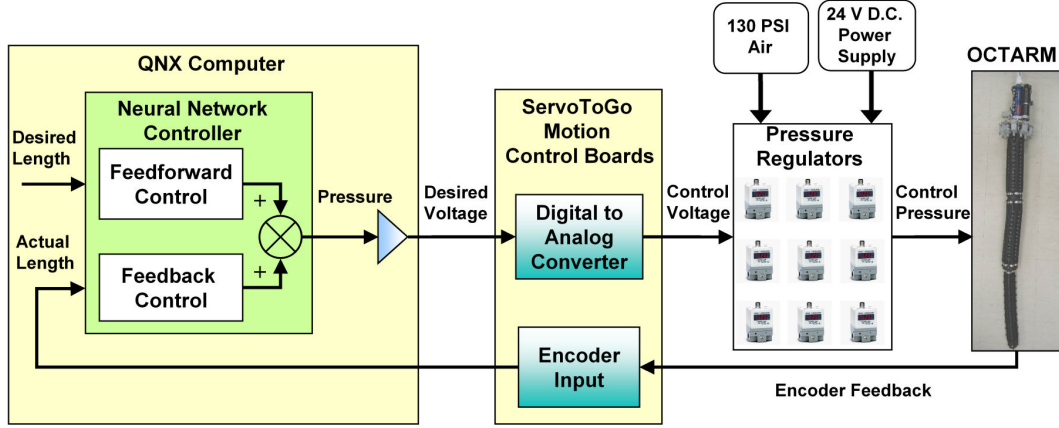 QNX Computer
Neural Network
Controller
Desired
Length
Feedforward
Control
+
Actual
Length
Feedback
Control
+
Pressure
Desired
Voltage
ServoToGo
Motion
Control Boards
Digital to
Analog
Converter
Encoder
Input
Control
Voltage
130 PSI
Air
24 V D.C.
Power
Supply
Pressure
Regulators
Control
Pressure
OCTARM
Encoder Feedback